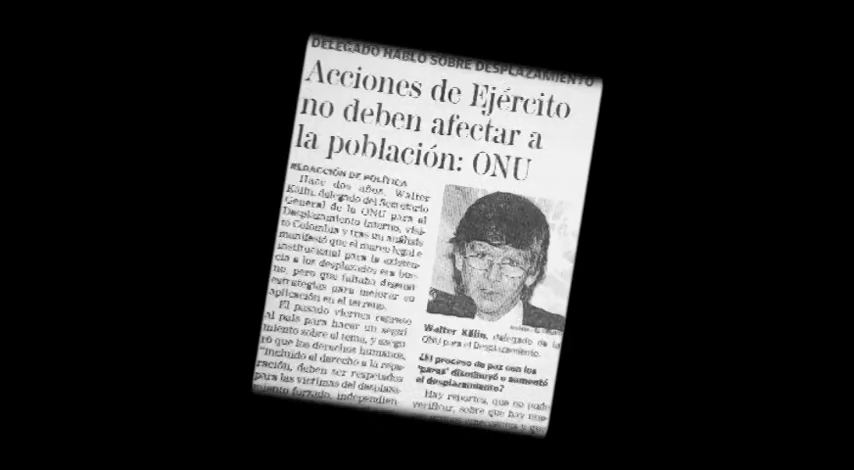 DELEGADO HABLÓ SOBRE DESPLAZAMIENTO
Acciones de Ejército
no deben afectar a
la población: ONU
REDACCIÓN DE POLÍTICA
Hace dos años, Walter
Kälin, delegado del Secretario
General de la ONU para el
Desplazamiento Interno, visi-
tó Colombia y tras un análisis
manifestó que el marco legal e
institucional para la asisten-
cia a los desplazados era bue-
no, pero que faltaba diseñar
estrategias para mejorar su
aplicación en el terreno.
El pasado viernes regresó
al país para hacer un segui-
miento sobre el tema, y asegu-
ró que los derechos humanos,
"incluido el derecho a la repa-
ración, deben ser respetados
para las víctimas del desplaza-
miento forzado, independien-
Walter Kälin, delegado de la
ONU para el Desplazamiento.
¿El proceso de paz con los
'paras' disminuyó o aumentó
el desplazamiento?
Hay reportes, que no pude
verificar, sobre que hay